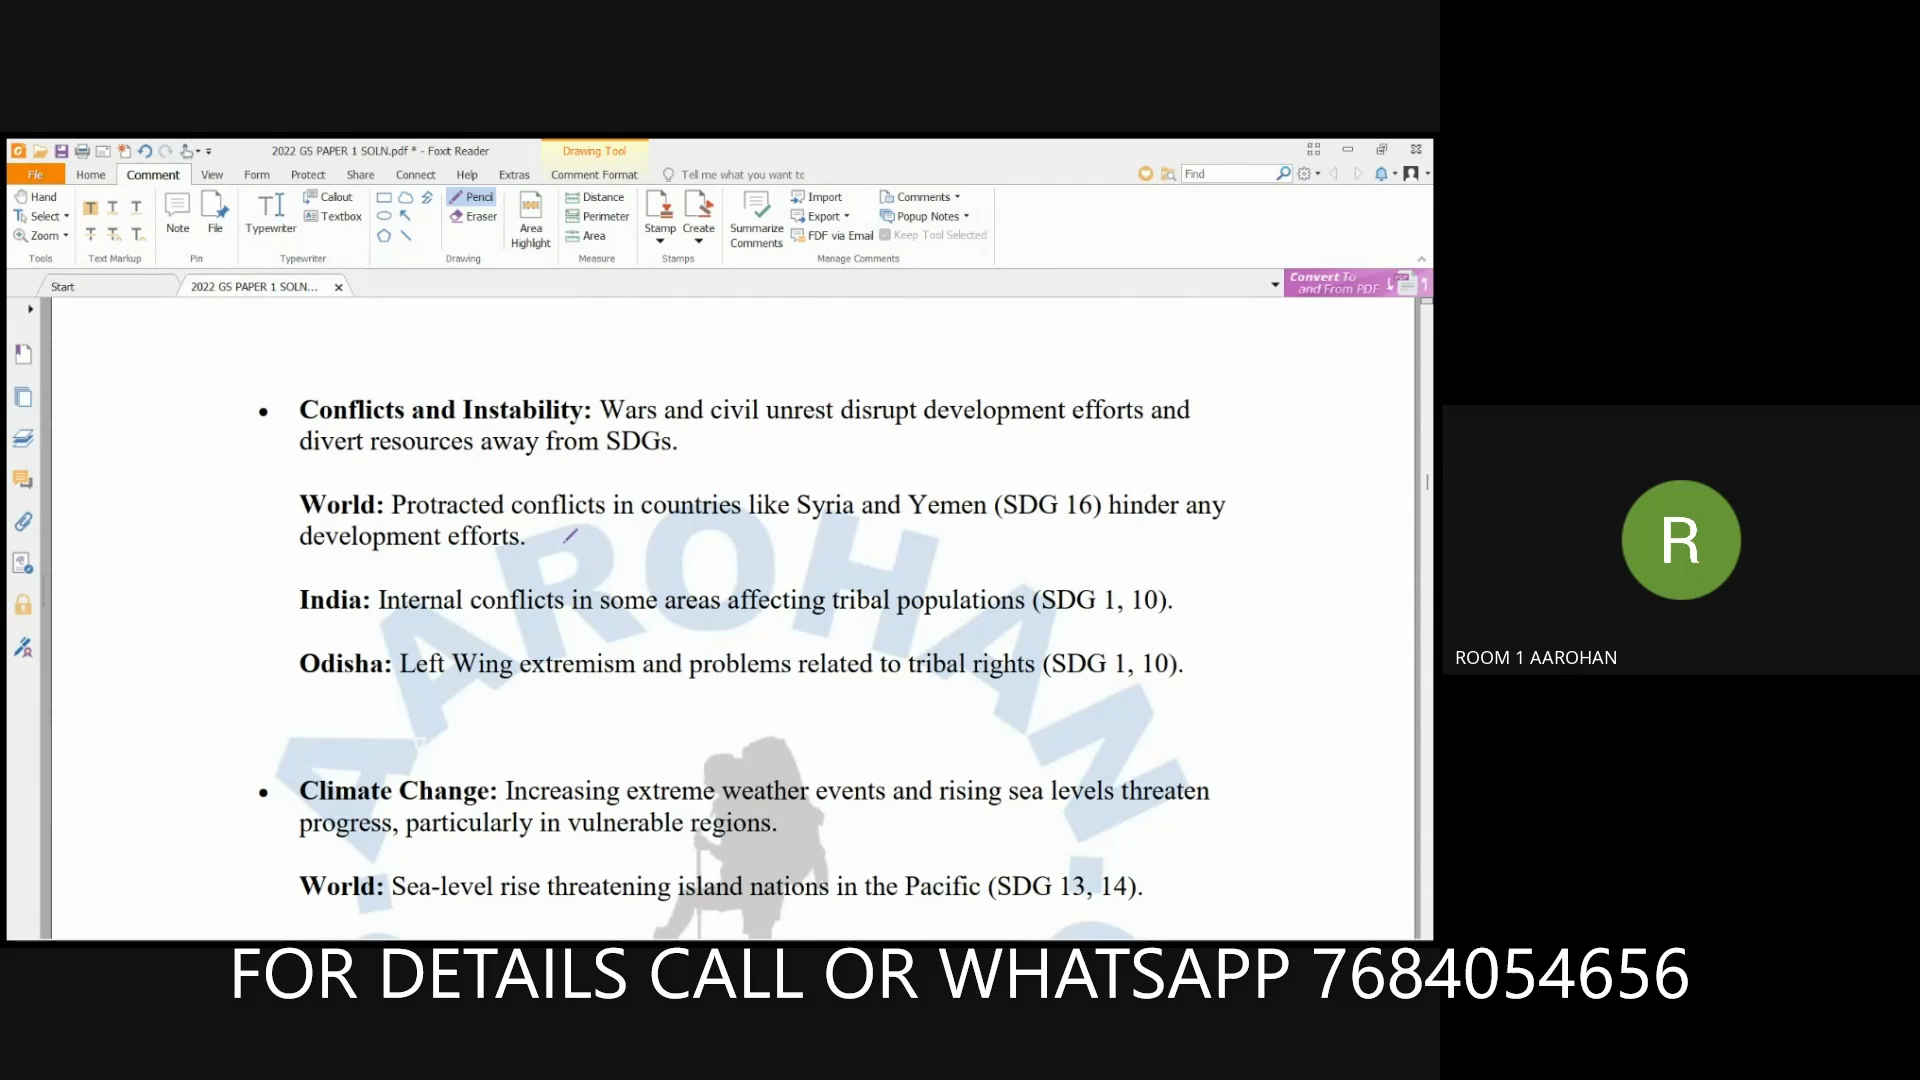 2022 GS PAPER 1 SOLN.pdf * - Foxit Reader
Drawing Tool
File Home Comment View Form Protect Share Connect Help Extras Comment Format Tell me what you want to Find
Hand
Select
Zoom
Tools
Text Markup
Note File
Pin
Typewriter
Callout
Textbox
Typewriter
Pencil
Eraser
Drawing
Area Highlight
Distance
Perimeter
Area
Measure
Stamp Create
Stamps
Summarize Comments
Import
Export
FDF via Email
Comments
Popup Notes
Keep Tool Selected
Manage Comments
Start
2022 GS PAPER 1 SOLN...
Convert To
and From PDF
• Conflicts and Instability: Wars and civil unrest disrupt development efforts and
divert resources away from SDGs.
World: Protracted conflicts in countries like Syria and Yemen (SDG 16) hinder any
development efforts.
India: Internal conflicts in some areas affecting tribal populations (SDG 1, 10).
Odisha: Left Wing extremism and problems related to tribal rights (SDG 1, 10).
• Climate Change: Increasing extreme weather events and rising sea levels threaten
progress, particularly in vulnerable regions.
World: Sea-level rise threatening island nations in the Pacific (SDG 13, 14).
AAROHAN
R
ROOM 1 AAROHAN
FOR DETAILS CALL OR WHATSAPP 7684054656